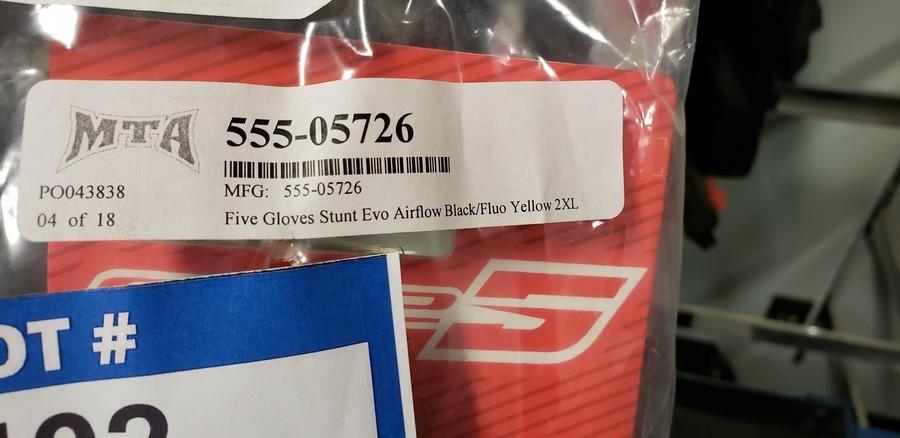 MTA
555-05726
PO043838
MFG: 555-05726
04 of 18
Five Gloves Stunt Evo Airflow Black/Fluo Yellow 2XL
OT #